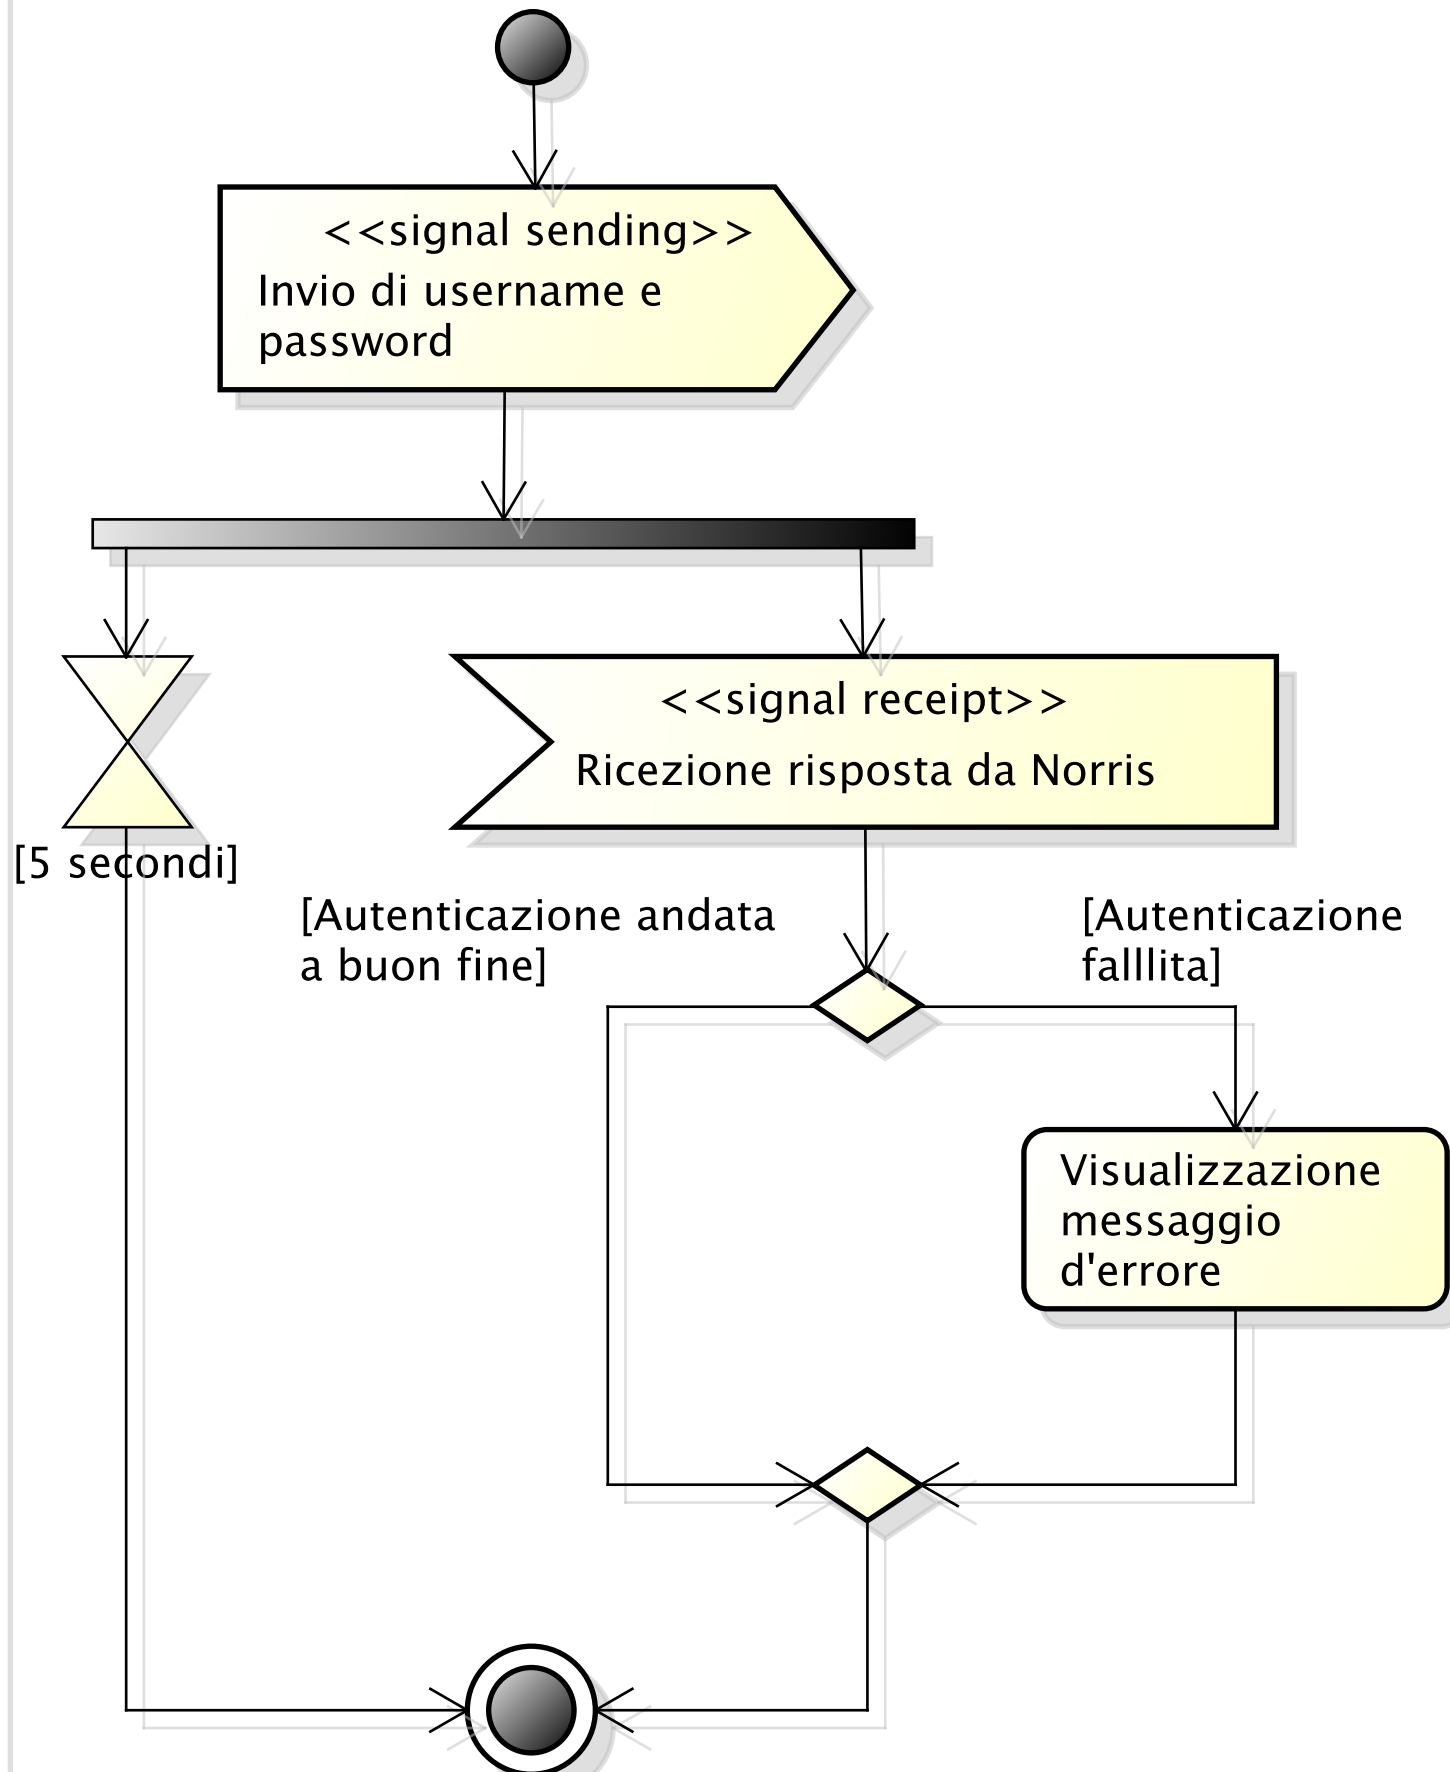 <<signal sending>>
Invio di username e
password
<<signal receipt>>
Ricezione risposta da Norris
[5 secondi]
[Autenticazione andata
a buon fine]
[Autenticazione
falllita]
Visualizzazione
messaggio
d'errore